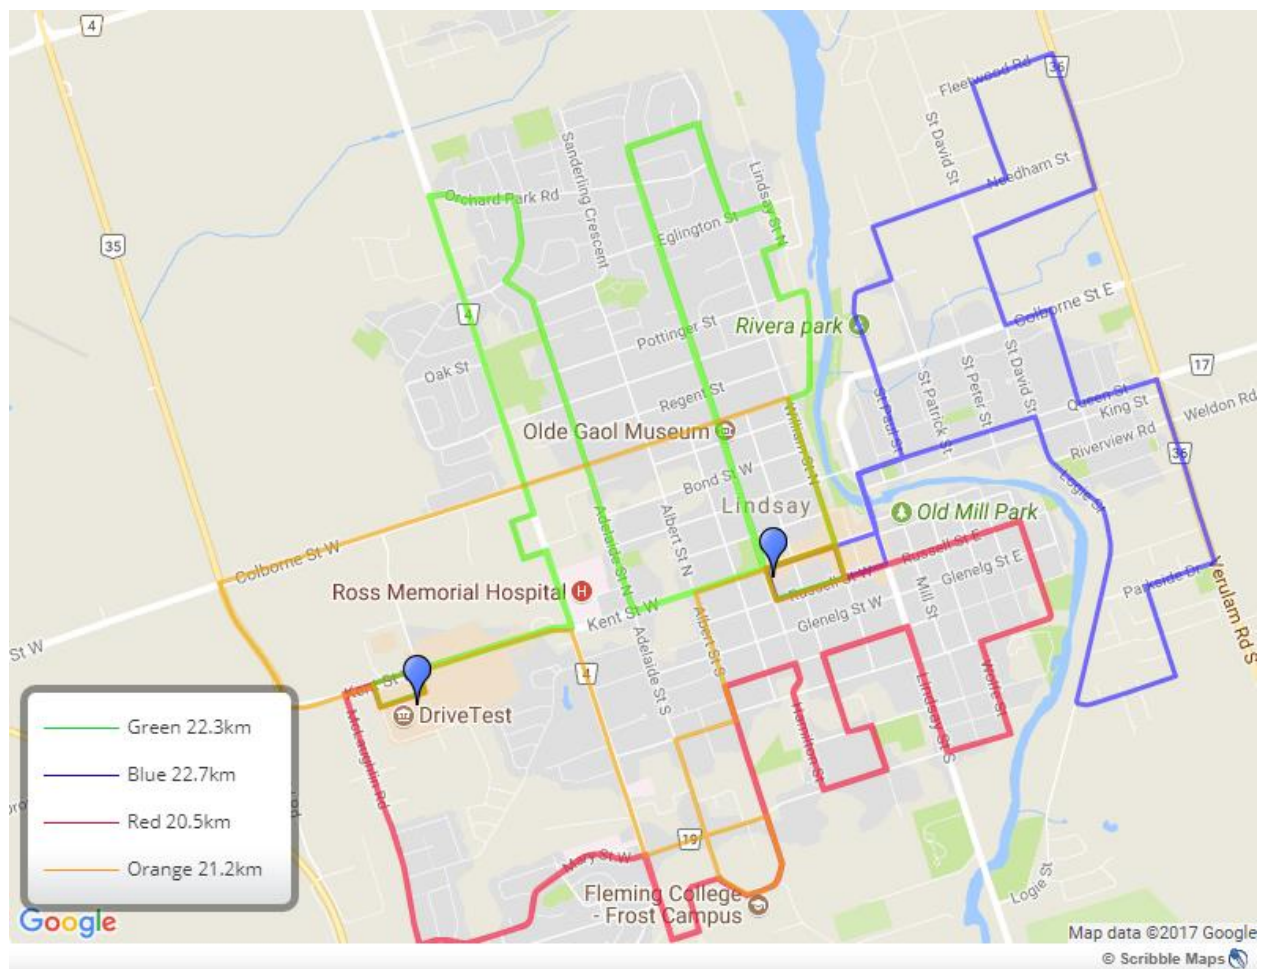 4
Fleetwood Rd
36
St David St
Sanderling Crescent
Lindsay St N
Needham St
Orchard Park Rd
Eglington St
35
4
Colborne St E
Rivera park
Pottinger St
Oak St
St David St
St Peter St
St Patrick St
17
Regent St
St Paul St
Queen St
King St
Weldon Rd
William St N
Olde Gaol Museum
Riverview Rd
36
Bond St W
Logie St
Lindsay
Old Mill Park
Adelaide St N
Albert St N
Russell St E
Colborne St W
Glenelg St E
Ross Memorial Hospital
H
Russell St W
Mill St
Parkside Dr
Kent St W
Glenelg St W
Verulam Rd S
St W
Albert St S
Adelaide St S
Kent St
4
Wolfe St
Lindsay St S
McLaughlin Rd
Hamilton St
DriveTest
Green 22.3km
Blue 22.7km
Red 20.5km
Orange 21.2km
19
Mary St W
Logie St
Fleming College
- Frost Campus
Google
Map data ©2017 Google
© Scribble Maps